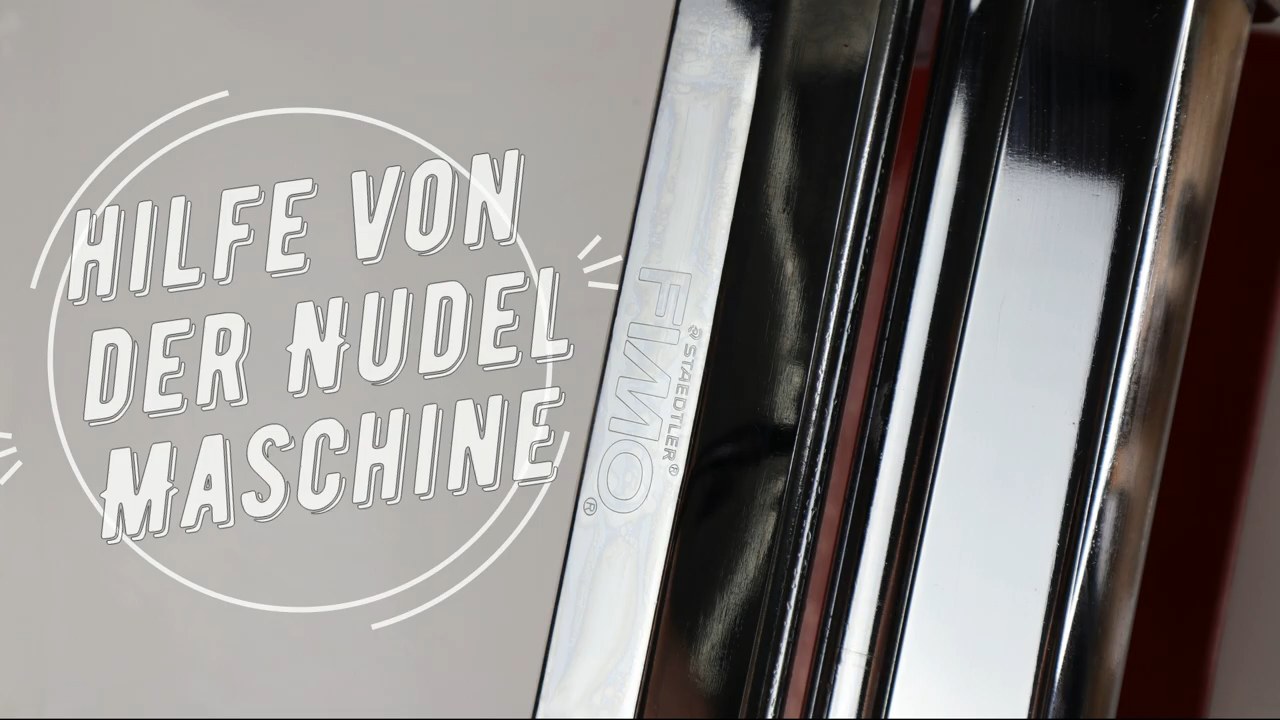 HILFE VON
DER NUDEL
MASCHINE
FIMO®
STAEDTLER®